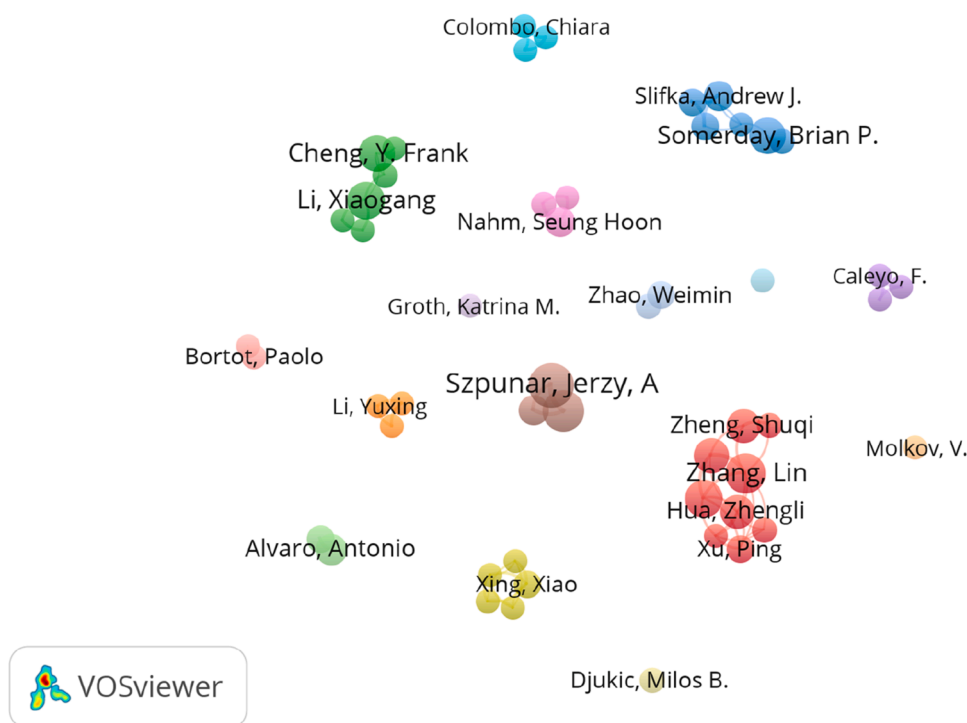 Colombo, Chiara
Slifka, Andrew J.
Somerday, Brian P.
Cheng, Y. Frank
Li, Xiaogang
Nahm, Seung Hoon
Caleyo, F.
Zhao, Weimin
Groth, Katrina M.
Bortot, Paolo
Szpunar, Jerzy, A
Li, Yuxing
Zheng, Shuqi
Molkov, V.
Zhang, Lin
Hua, Zhengli
Xu, Ping
Alvaro, Antonio
Xing, Xiao
Djukic, Milos B.
VOSviewer